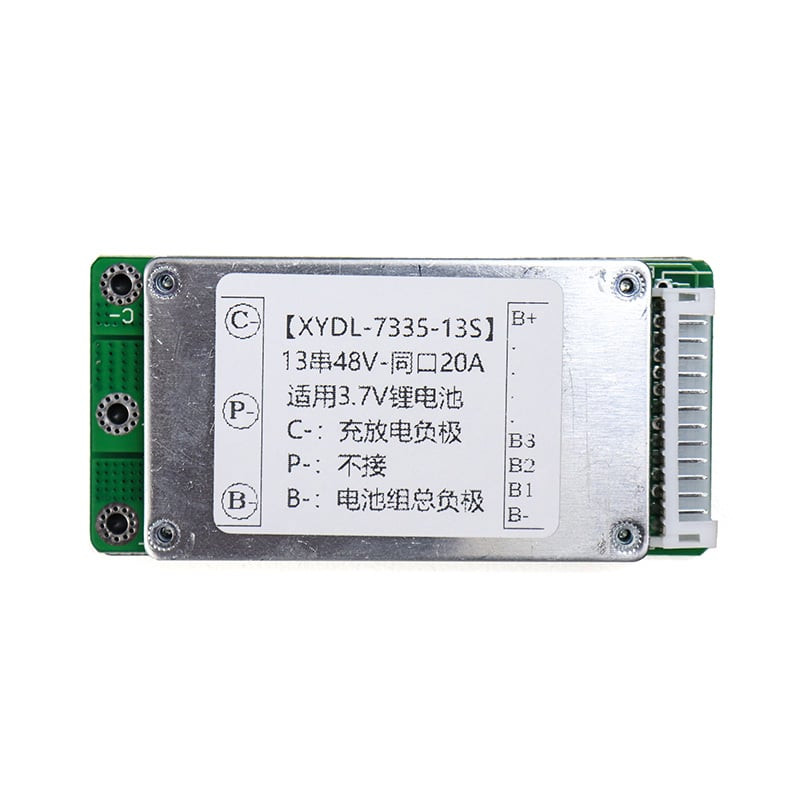 C-
P-
B-
【XYDL-7335-13S】
13串48V-同口20A
适用3.7V锂电池
C-：充放电负极
P-：不接
B-：电池组总负极
B+
.
.
.
.
B3
B2
B1
B-
C-